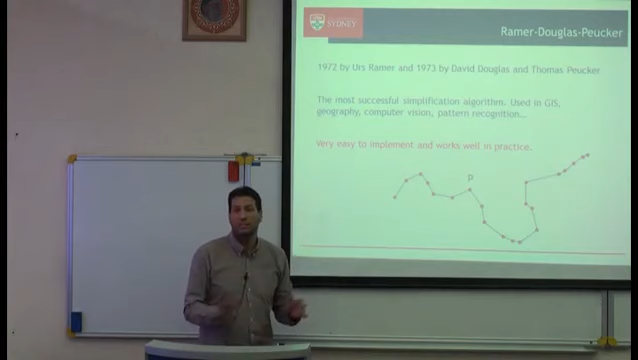 SYDNEY
Ramer-Douglas-Peucker
1972 by Urs Ramer and 1973 by David Douglas and Thomas Peucker
The most successful simplification algorithm. Used in GIS,
geography, computer vision, pattern recognition...
Very easy to implement and works well in practice.
P